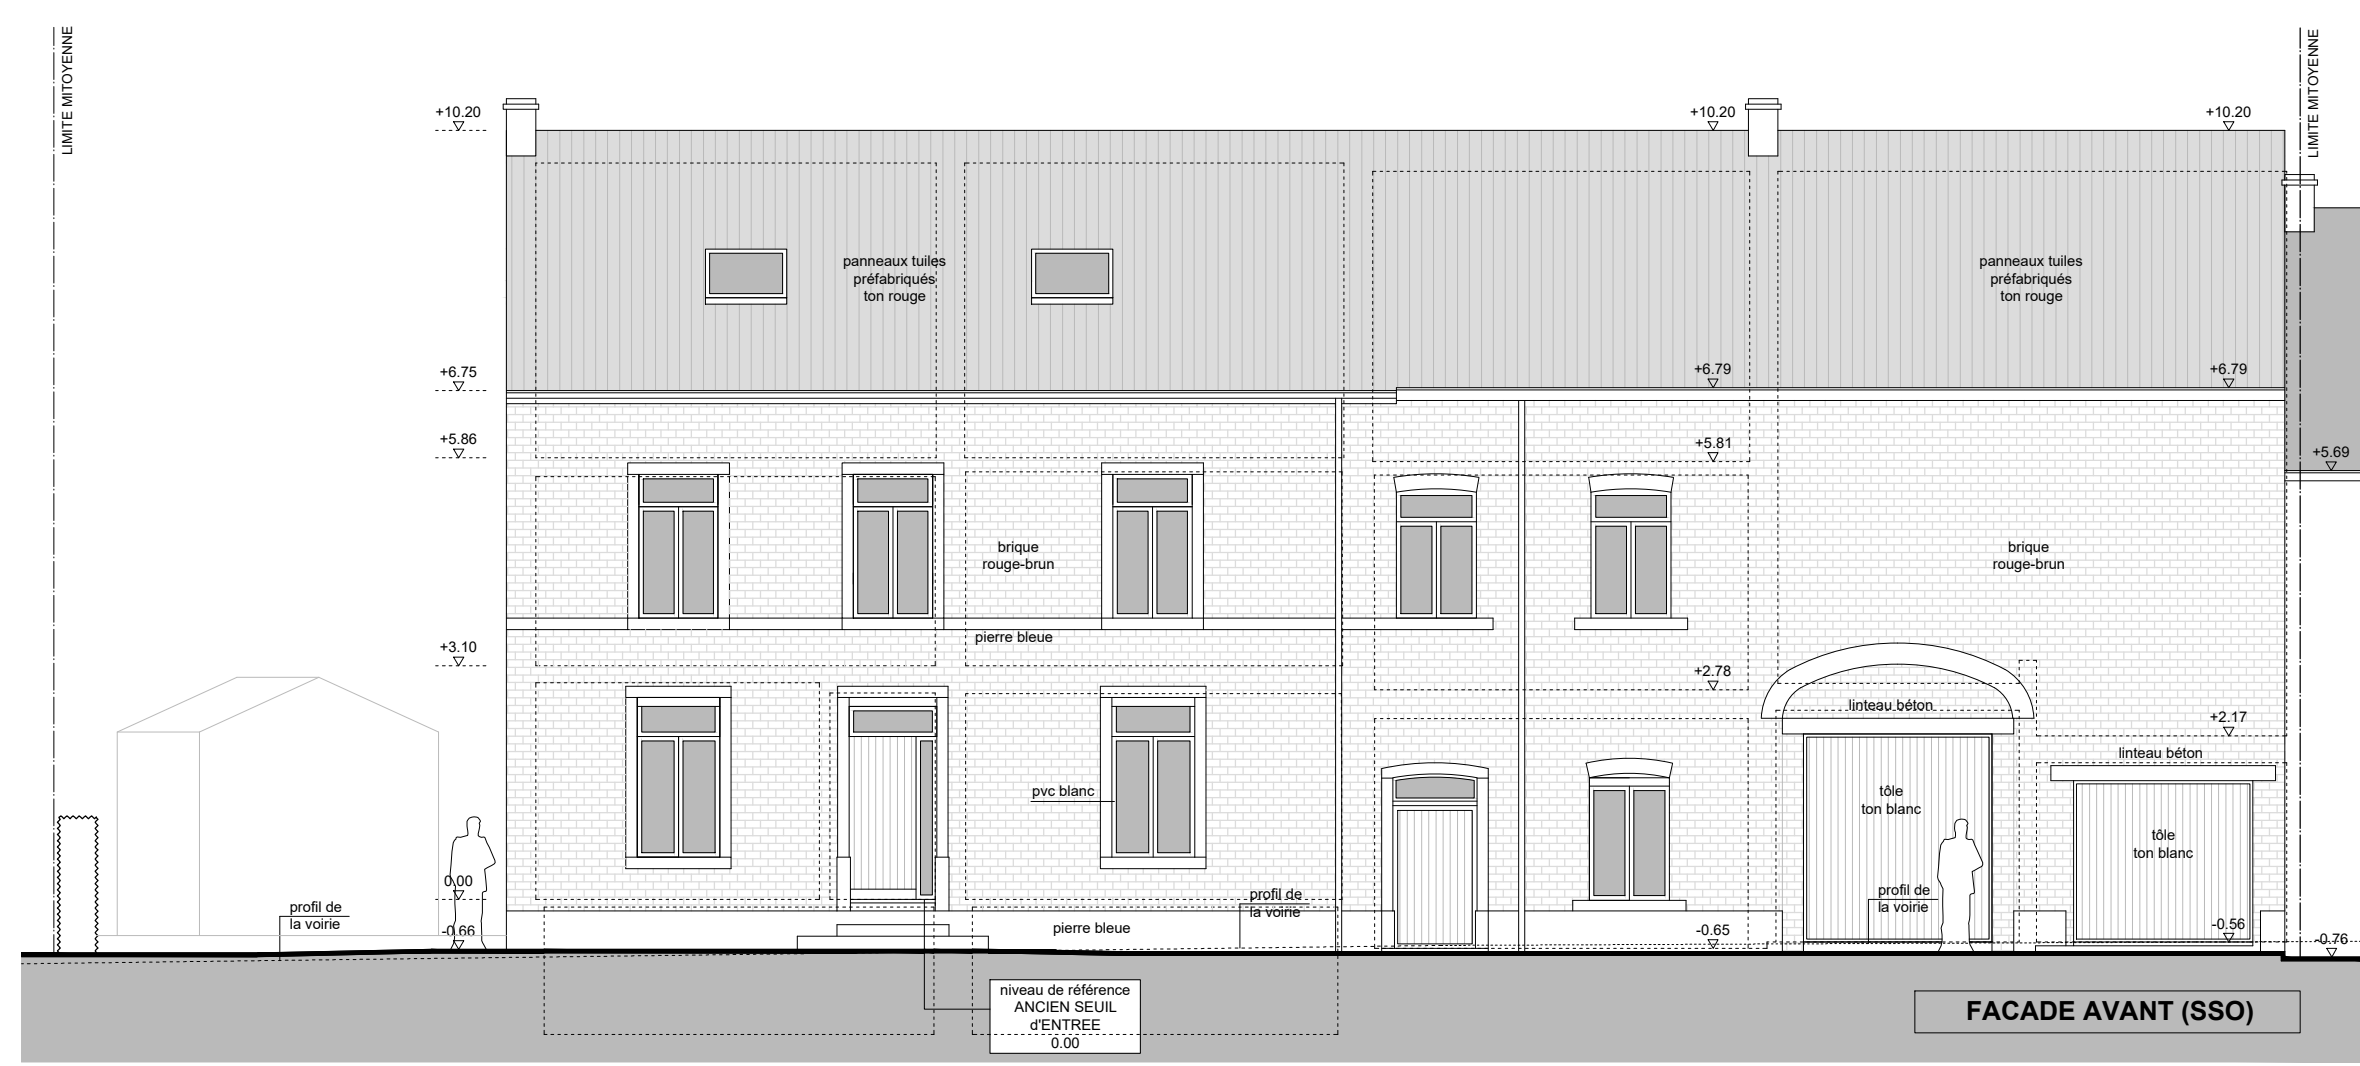 LIMITE MITOYENNE
LIMITE MITOYENNE
+10.20
+10.20
+10.20
panneaux tuiles
préfabriqués
ton rouge
panneaux tuiles
préfabriqués
ton rouge
+6.75
+6.79
+6.79
+5.86
+5.81
+5.69
brique
rouge-brun
brique
rouge-brun
pierre bleue
+3.10
+2.78
linteau béton
+2.17
linteau béton
pvc blanc
tôle
ton blanc
tôle
ton blanc
0.00
profil de
la voirie
profil de
la voirie
profil de
la voirie
-0.66
pierre bleue
-0.65
-0.56
-0.76
niveau de référence
ANCIEN SEUIL
d'ENTREE
0.00
FACADE AVANT (SSO)